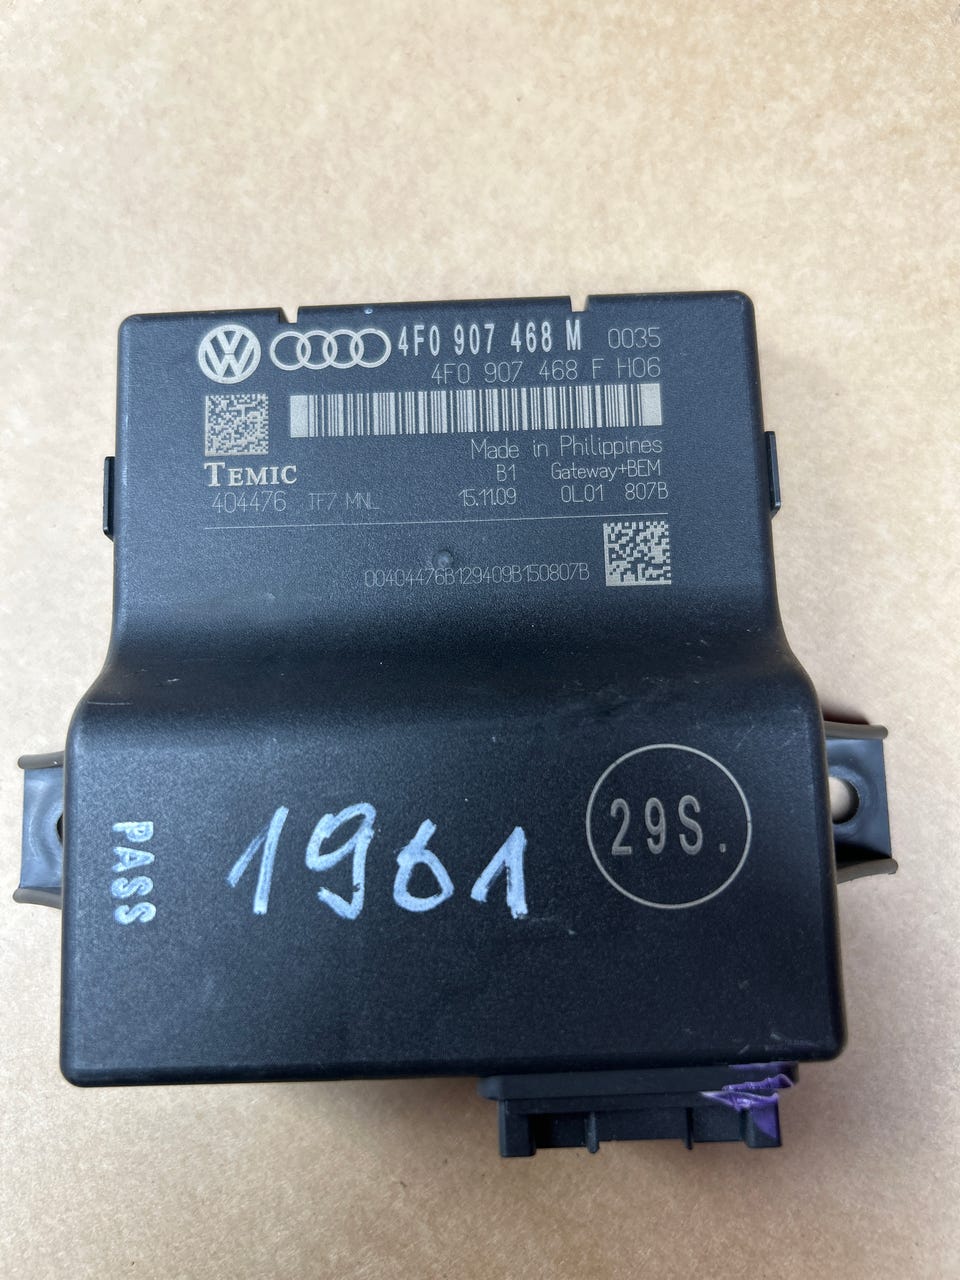 4F0 907 468 M 0035
4F0 907 468 F H06
Made in Philippines
TEMIC B1 Gateway+BEM
404476 TF7 MNL 15.11.09 0L01 807B
00404476B129409B150807B
29S.
PASS
1961